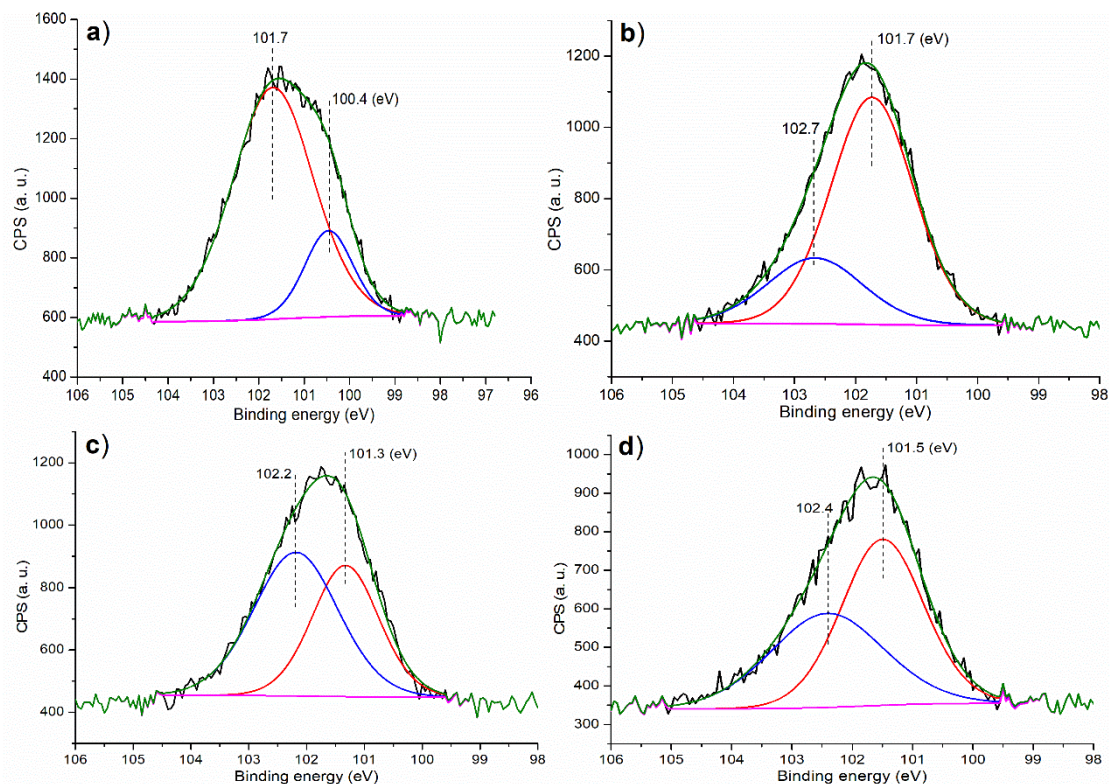 a)
101.7
100.4 (eV)
CPS (a. u.)
1600
1400
1200
1000
800
600
400
106 105 104 103 102 101 100 99 98 97 96 95
Binding energy (eV)
b)
101.7 (eV)
102.7
CPS (a. u.)
1200
1000
800
600
400
106 105 104 103 102 101 100 99 98
Binding energy (eV)
c)
102.2
101.3 (eV)
CPS (a. u.)
1200
1000
800
600
400
106 105 104 103 102 101 100 99 98
Binding energy (eV)
d)
101.5 (eV)
102.4
CPS (a. u.)
1000
900
800
700
600
500
400
300
106 105 104 103 102 101 100 99 98
Binding energy (eV)